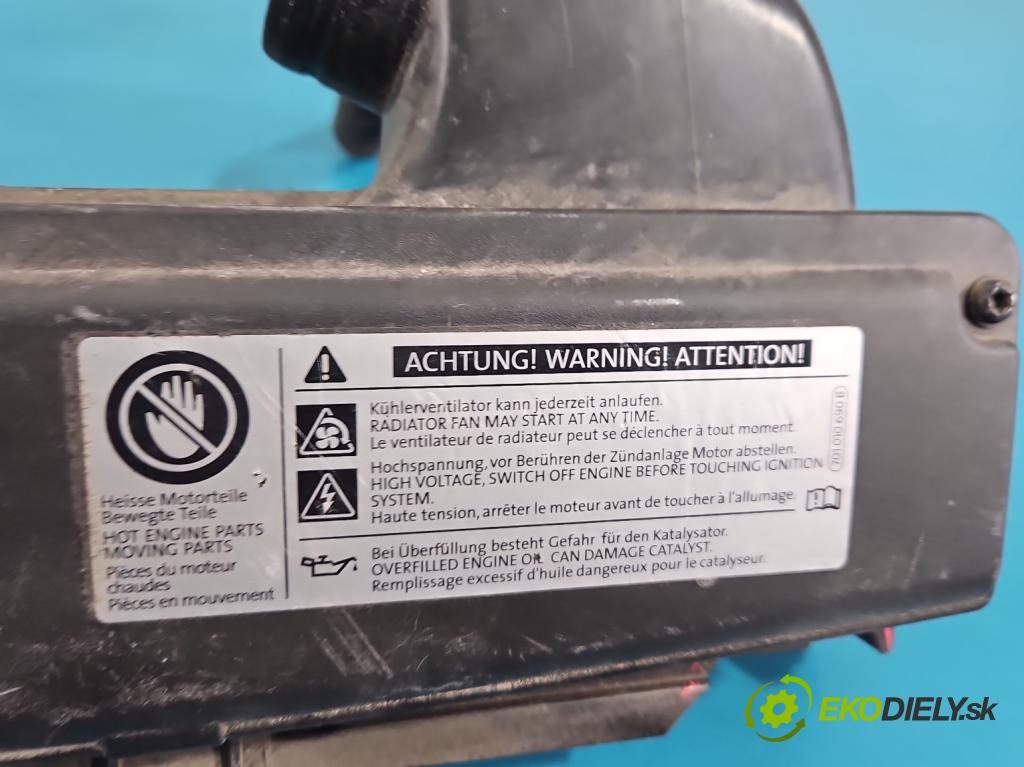 ACHTUNG! WARNING! ATTENTION!
Kühlerventilator kann jederzeit anlaufen.
RADIATOR FAN MAY START AT ANY TIME.
Le ventilateur de radiateur peut se déclencher à tout moment.
Hochspannung, vor Berühren der Zündanlage Motor abstellen.
HIGH VOLTAGE, SWITCH OFF ENGINE BEFORE TOUCHING IGNITION
SYSTEM.
Haute tension, arrêter le moteur avant de toucher à l'allumage.
Bei Überfüllung besteht Gefahr für den Katalysator.
OVERFILLED ENGINE OIL CAN DAMAGE CATALYST.
Remplissage excessif d'huile dangereux pour le catalyseur.
Heisse Motorteile
Bewegte Teile
HOT ENGINE PARTS
MOVING PARTS
Pièces du moteur
chaudes
Pièces en mouvement
701 010 690 B
EKODIELY.sk